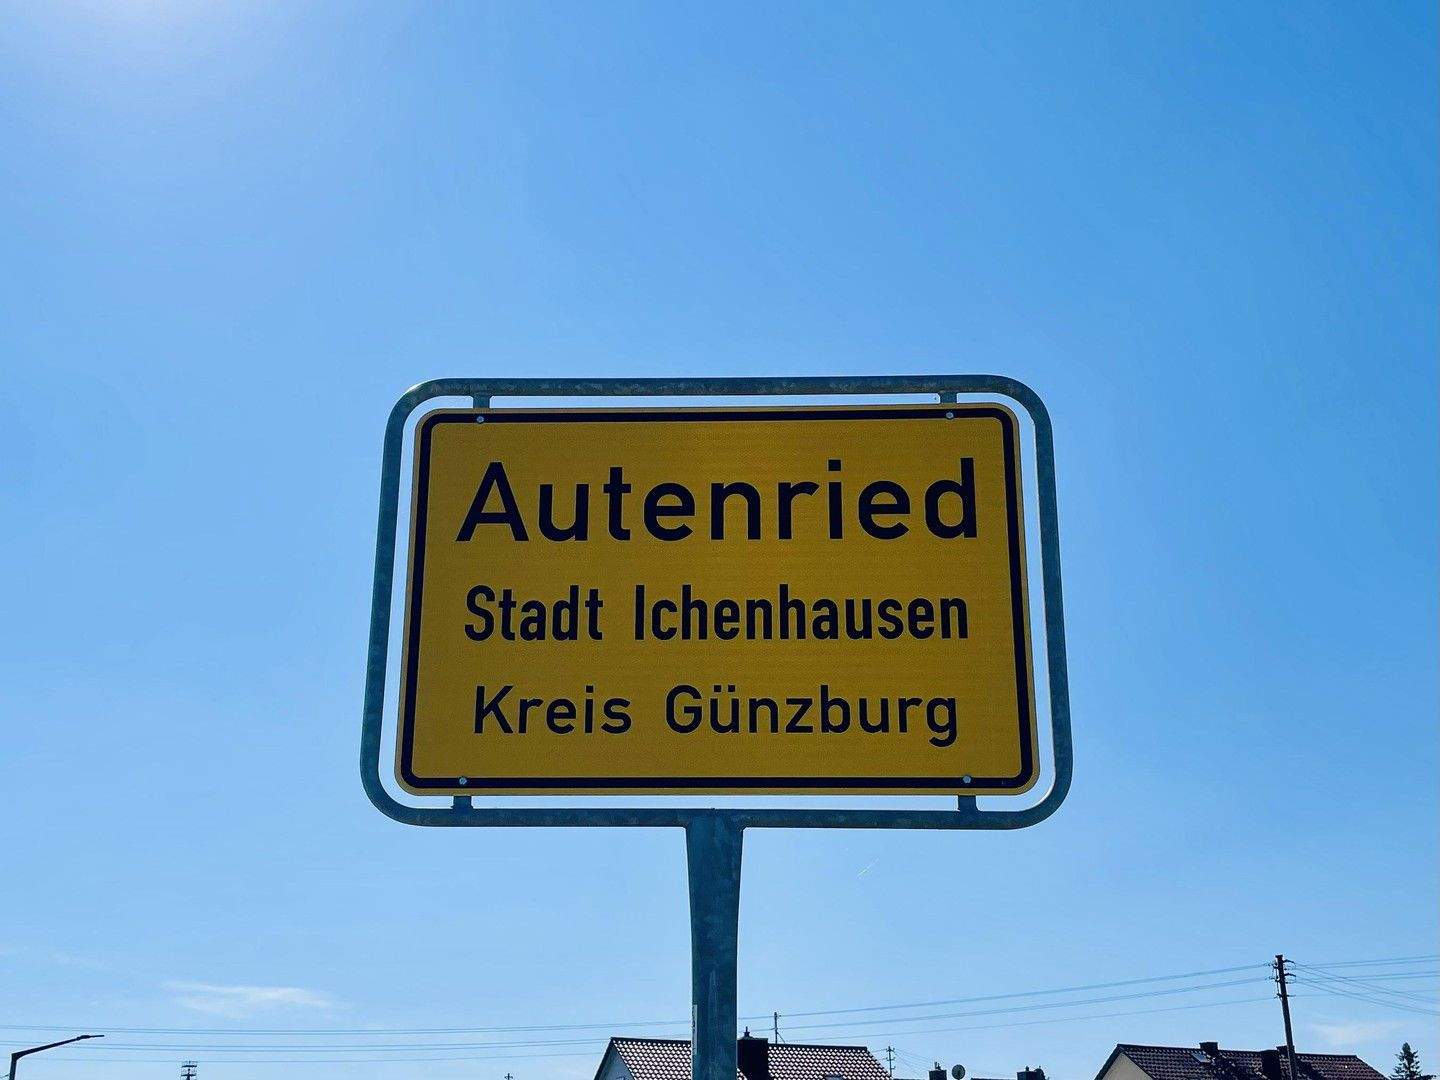 Autenried
Stadt Ichenhausen
Kreis Günzburg